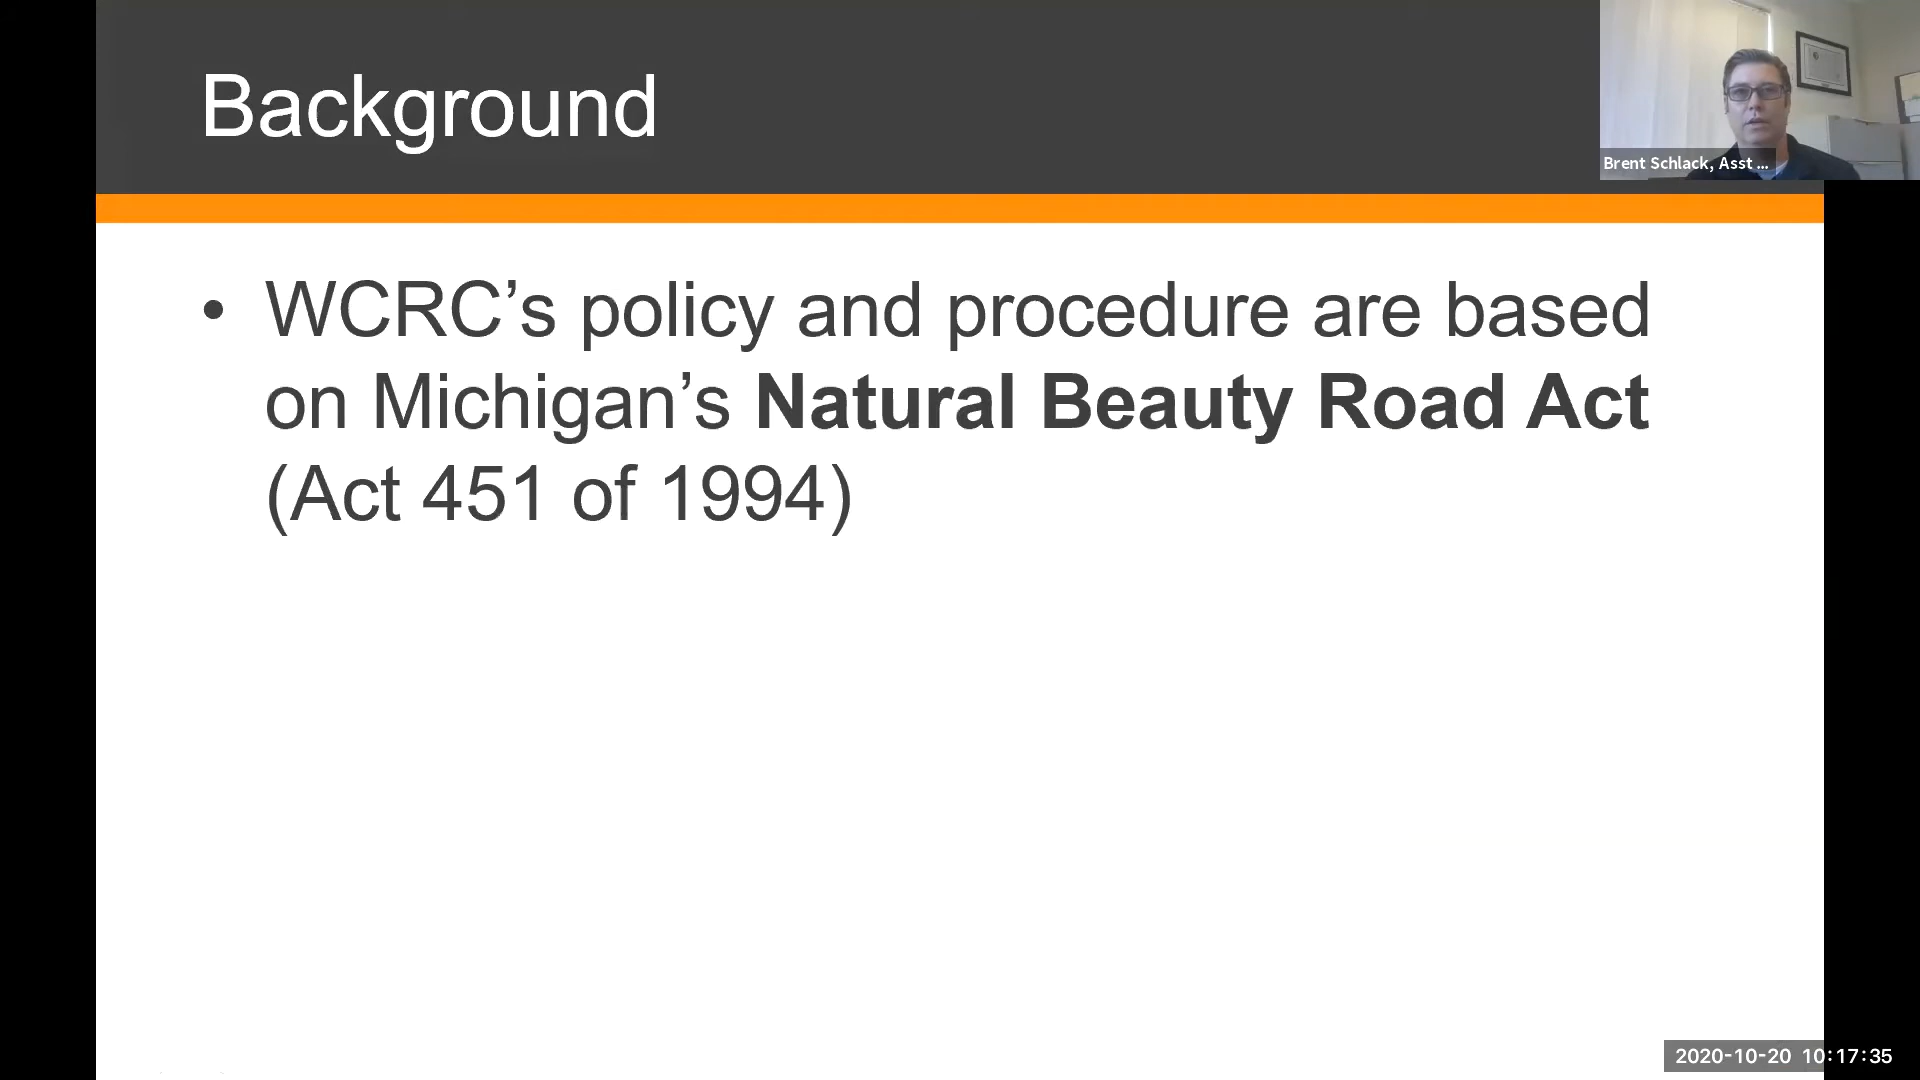 Background
Brent Schlack, Asst ...
• WCRC’s policy and procedure are based
on Michigan’s Natural Beauty Road Act
(Act 451 of 1994)
2020-10-20 10:17:35